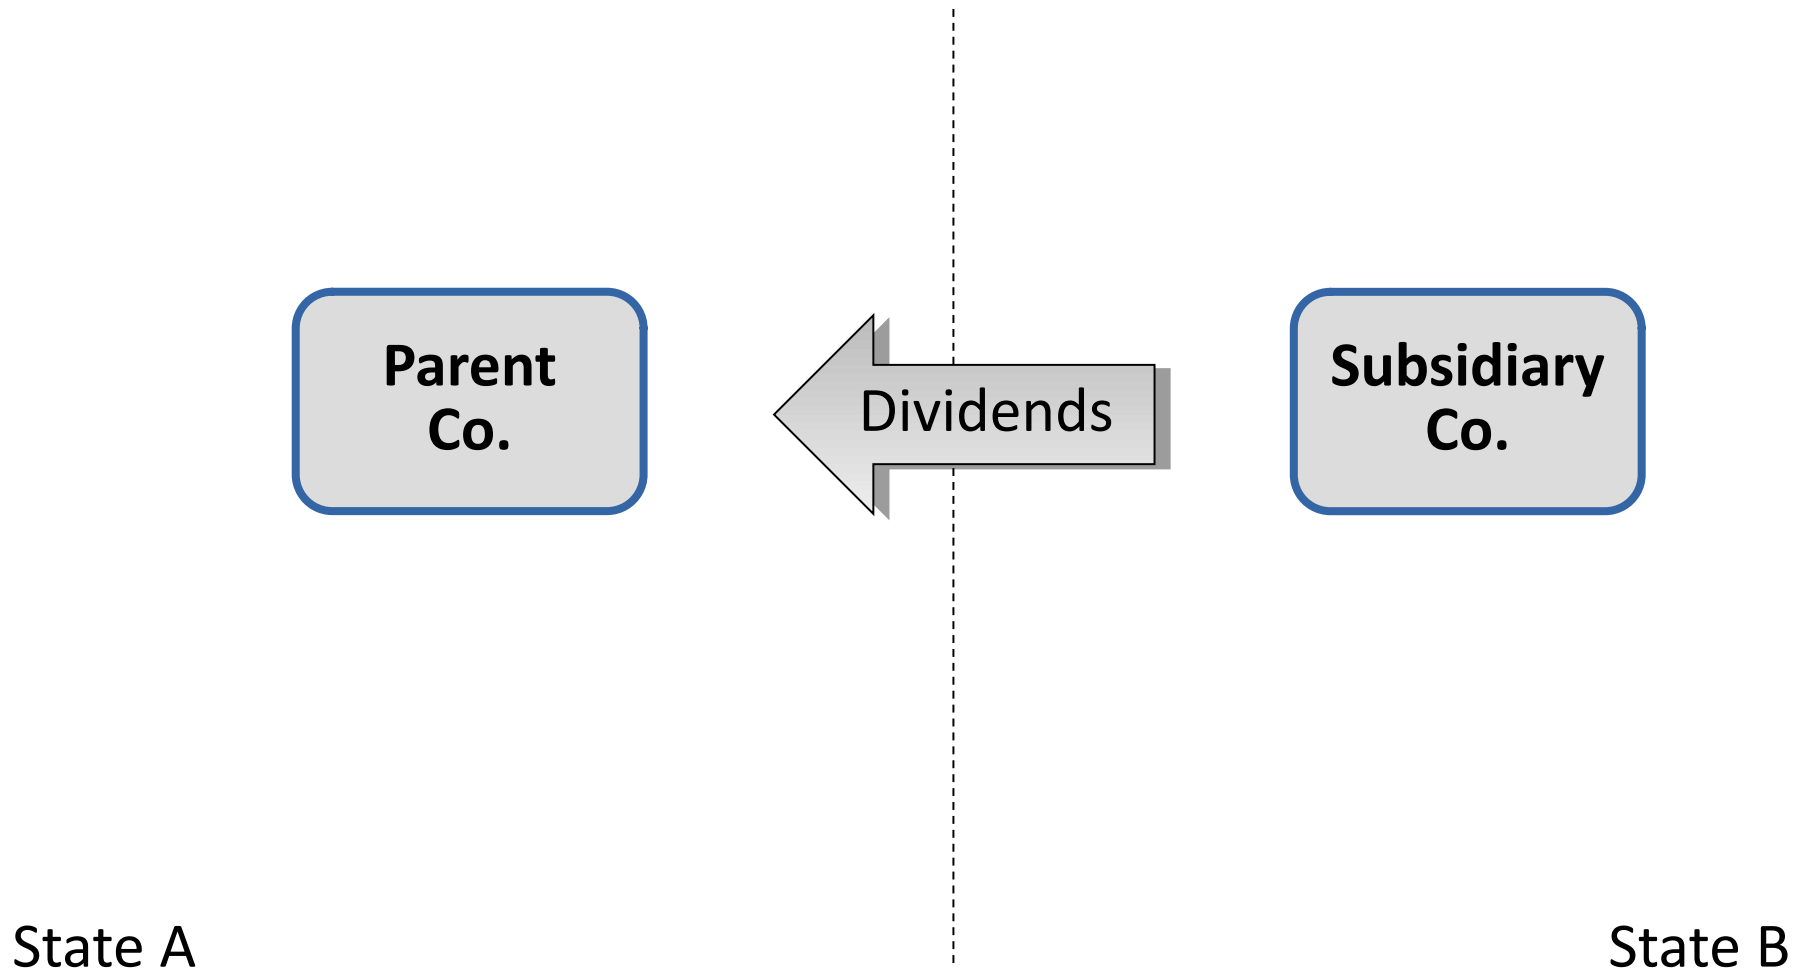 Parent
Co.
Dividends
Subsidiary
Co.
State A
State B